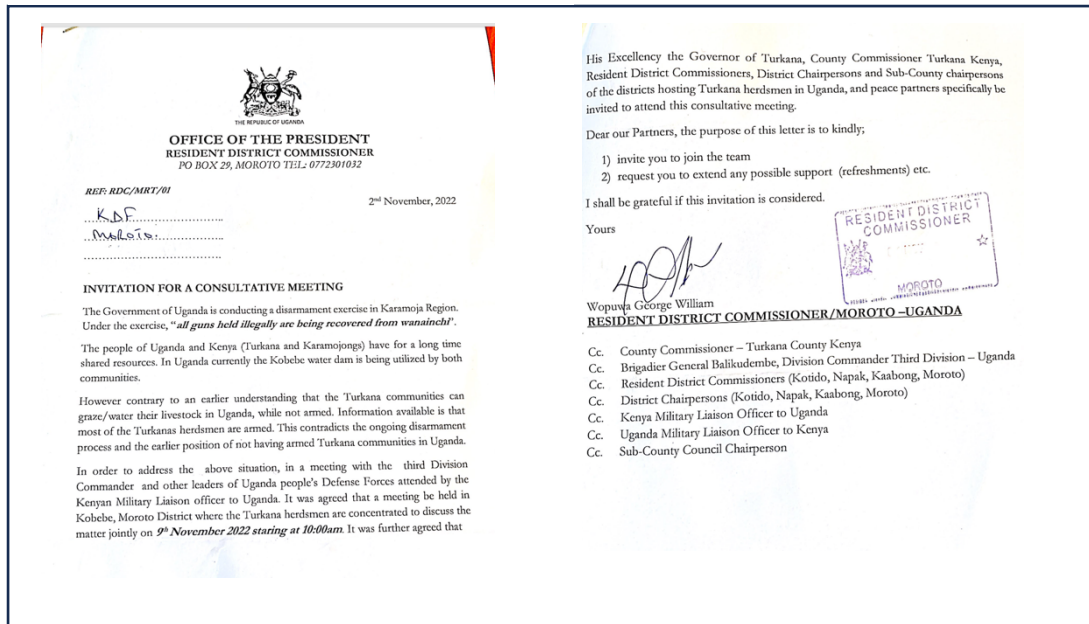 THE REPUBLIC OF UGANDA
OFFICE OF THE PRESIDENT
RESIDENT DISTRICT COMMISSIONER
PO BOX 29, MOROTO TEL: 0772301032
REF: RDC/MRT/01
2nd November, 2022
KDF
MOROTO.
INVITATION FOR A CONSULTATIVE MEETING
The Government of Uganda is conducting a disarmament exercise in Karamoja Region.
Under the exercise, "all guns held illegally are being recovered from wanainchi'.
The people of Uganda and Kenya (Turkana and Karamojongs) have for a long time
shared resources. In Uganda currently the Kobebe water dam is being utilized by both
communities.
However contrary to an earlier understanding that the Turkana communities can
graze/water their livestock in Uganda, while not armed. Information available is that
most of the Turkanas herdsmen are armed. This contradicts the ongoing disarmament
process and the earlier position of not having armed Turkana communities in Uganda.
In order to address the above situation, in a meeting with the third Division
Commander and other leaders of Uganda people's Defense Forces attended by the
Kenyan Military Liaison officer to Uganda. It was agreed that a meeting be held in
Kobebe, Moroto District where the Turkana herdsmen are concentrated to discuss the
matter jointly on 9th November 2022 staring at 10:00am. It was further agreed that
His Excellency the Governor of Turkana, County Commissioner Turkana Kenya,
Resident District Commissioners, District Chairpersons and Sub-County chairpersons
of the districts hosting Turkana herdsmen in Uganda, and peace partners specifically be
invited to attend this consultative meeting.
Dear our Partners, the purpose of this letter is to kindly;
1) invite you to join the team
2) request you to extend any possible support (refreshments) etc.
I shall be grateful if this invitation is considered.
Yours
RESIDENT DISTRICT
COMMISSIONER
MOROTO
Wopuwa George William
RESIDENT DISTRICT COMMISSIONER/MOROTO –UGANDA
Cc. County Commissioner – Turkana County Kenya
Cc. Brigadier General Balikudembe, Division Commander Third Division – Uganda
Cc. Resident District Commissioners (Kotido, Napak, Kaabong, Moroto)
Cc. District Chairpersons (Kotido, Napak, Kaabong, Moroto)
Cc. Kenya Military Liaison Officer to Uganda
Cc. Uganda Military Liaison Officer to Kenya
Cc. Sub-County Council Chairperson